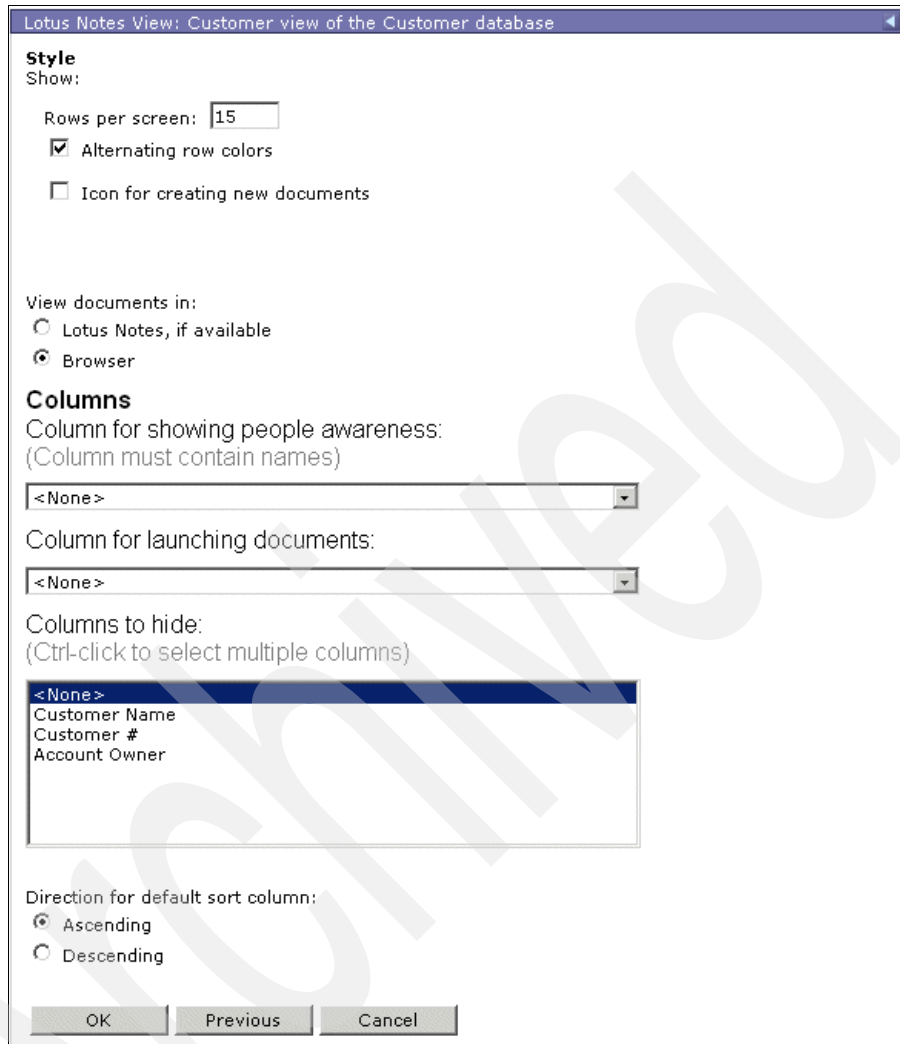 Lotus Notes View: Customer view of the Customer database
Style
Show:
Rows per screen: 15
Alternating row colors
Icon for creating new documents
View documents in:
Lotus Notes, if available
Browser
Columns
Column for showing people awareness:
(Column must contain names)
<None>
Column for launching documents:
<None>
Columns to hide:
(Ctrl-click to select multiple columns)
<None>
Customer Name
Customer #
Account Owner
Direction for default sort column:
Ascending
Descending
OK Previous Cancel
Archived